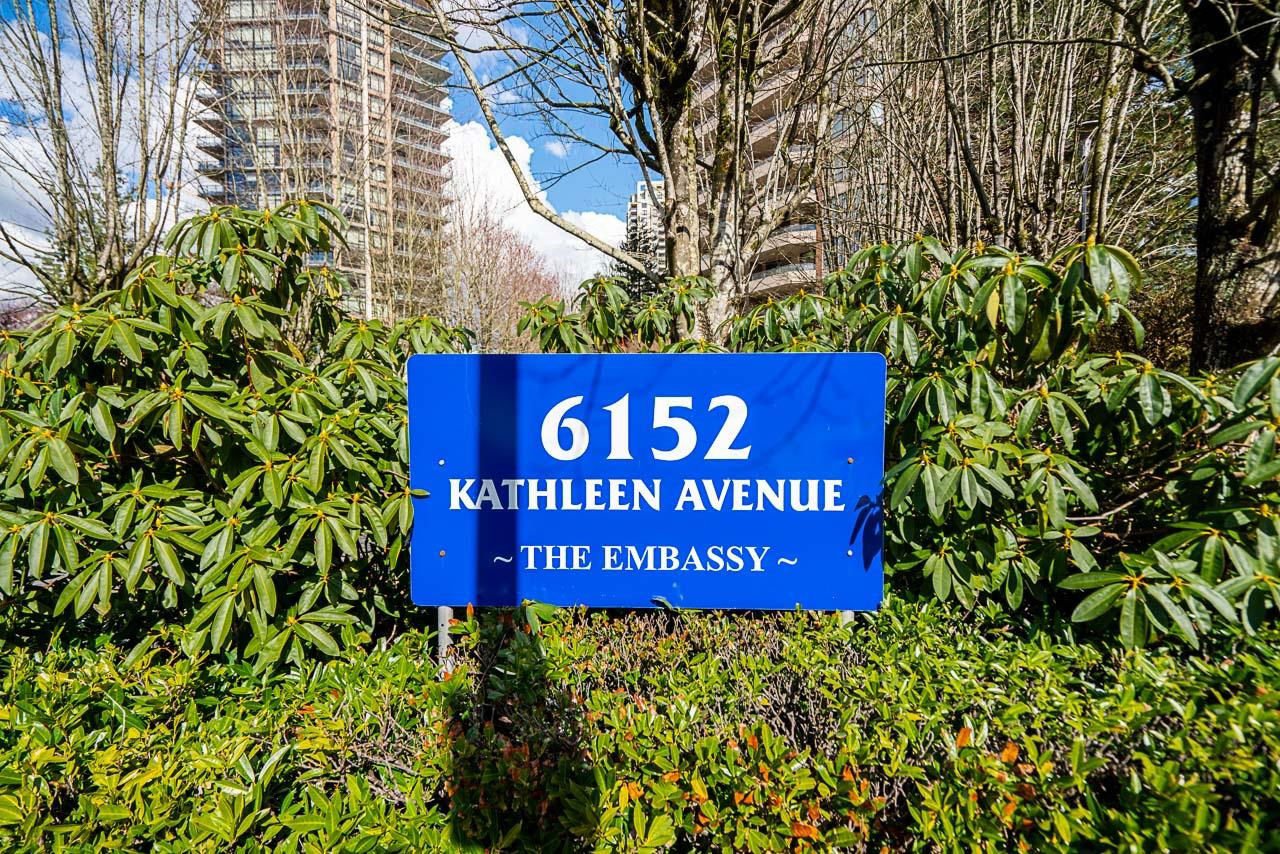 6152
KATHLEEN AVENUE
~ THE EMBASSY ~